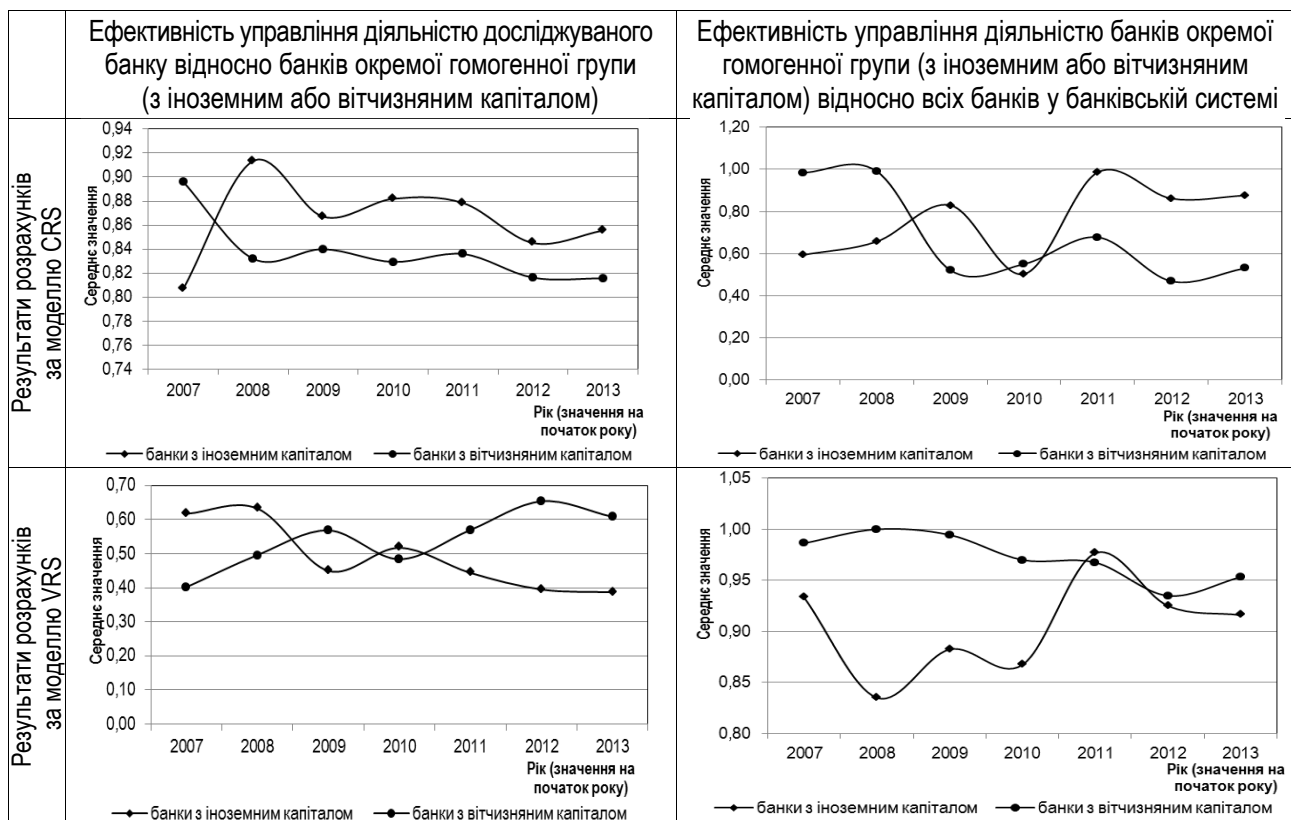 Ефективність управління діяльністю досліджуваного
банку відносно банків окремої гомогенної групи
(з іноземним або вітчизняним капіталом)
Ефективність управління діяльністю банків окремої
гомогенної групи (з іноземним або вітчизняним
капіталом) відносно всіх банків у банківській системі
Результати розрахунків
за моделлю CRS
0,94
0,92
0,90
0,88
0,86
0,84
0,82
0,80
0,78
0,76
0,74
Середнє значення
2007 2008 2009 2010 2011 2012 2013
Рік (значення на
початок року)
банки з іноземним капіталом банки з вітчизняним капіталом
1,20
1,00
0,80
0,60
0,40
0,20
0,00
Середнє значення
2007 2008 2009 2010 2011 2012 2013
Рік (значення на
початок року)
банки з іноземним капіталом банки з вітчизняним капіталом
Результати розрахунків
за моделлю VRS
0,70
0,60
0,50
0,40
0,30
0,20
0,10
0,00
Середнє значення
2007 2008 2009 2010 2011 2012 2013
Рік (значення на
початок року)
банки з іноземним капіталом банки з вітчизняним капіталом
1,05
1,00
0,95
0,90
0,85
0,80
Середнє значення
2007 2008 2009 2010 2011 2012 2013
Рік (значення на
початок року)
банки з іноземним капіталом банки з вітчизняним капіталом